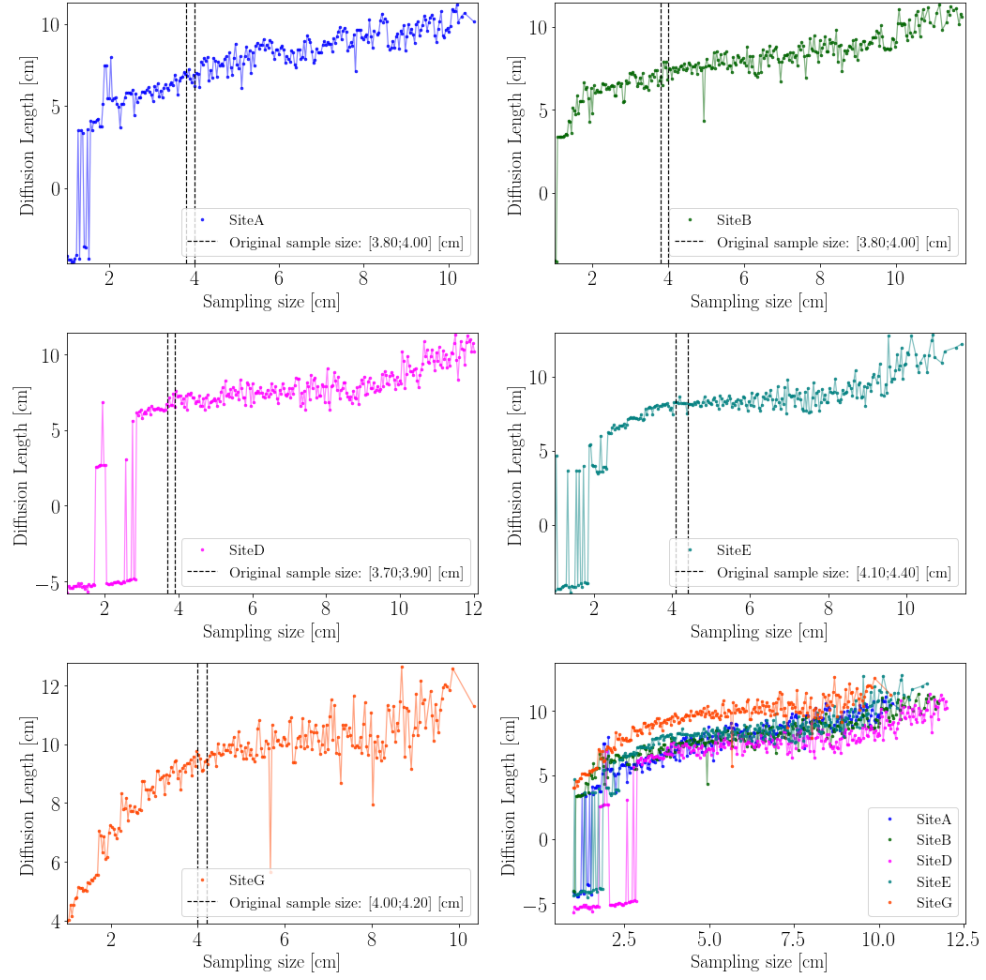 10
5
0
Diffusion Length [cm]
SiteA
Original sample size: [3.80;4.00] [cm]
2 4 6 8 10
Sampling size [cm]
10
5
0
Diffusion Length [cm]
SiteB
Original sample size: [3.80;4.00] [cm]
2 4 6 8 10
Sampling size [cm]
10
5
0
−5
Diffusion Length [cm]
SiteD
Original sample size: [3.70;3.90] [cm]
2 4 6 8 10 12
Sampling size [cm]
10
5
0
Diffusion Length [cm]
SiteE
Original sample size: [4.10;4.40] [cm]
2 4 6 8 10
Sampling size [cm]
12
10
8
6
4
Diffusion Length [cm]
SiteG
Original sample size: [4.00;4.20] [cm]
2 4 6 8 10
Sampling size [cm]
10
5
0
−5
Diffusion Length [cm]
SiteA
SiteB
SiteD
SiteE
SiteG
2.5 5.0 7.5 10.0 12.5
Sampling size [cm]